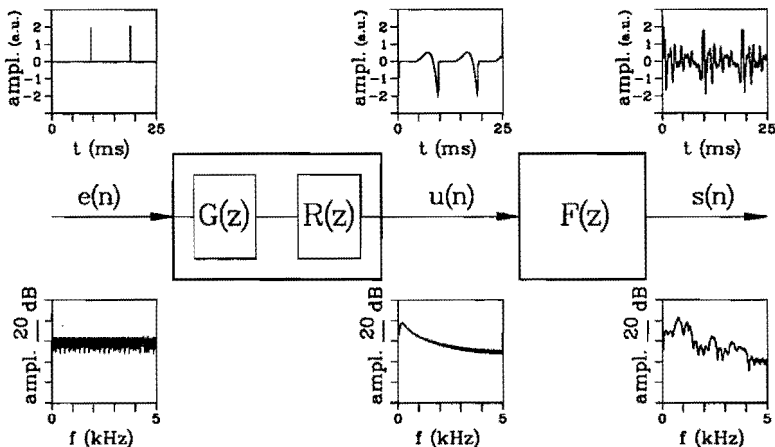 ampl. (a.u.)
2
1
0
-1
-2
0
25
t (ms)
ampl. (a.u.)
2
1
0
-1
-2
0
25
t (ms)
ampl. (a.u.)
2
1
0
-1
-2
0
25
t (ms)
e(n)
G(z)
R(z)
u(n)
F(z)
s(n)
ampl. 20 dB
0
5
f (kHz)
ampl. 20 dB
0
5
f (kHz)
ampl. 20 dB
0
5
f (kHz)